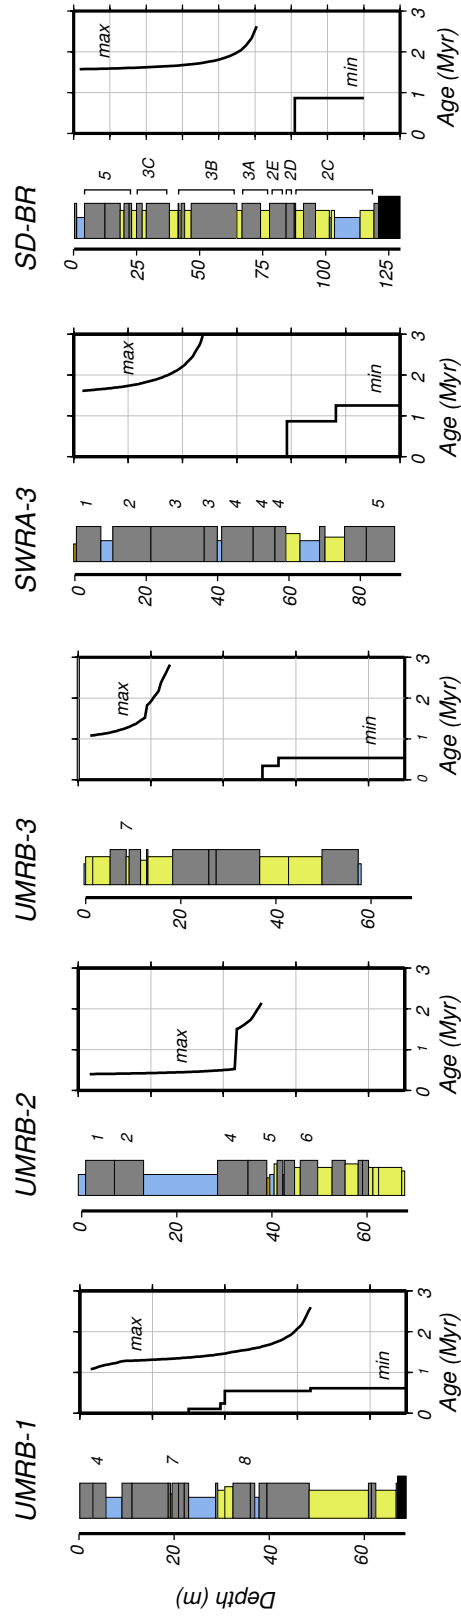 UMRB-1
Depth (m)
0
20
40
60
4
7
8
max
min
0 1 2 3
Age (Myr)
UMRB-2
0
20
40
60
1
2
4
5
6
max
0 1 2 3
Age (Myr)
UMRB-3
0
20
40
60
7
max
min
0 1 2 3
Age (Myr)
SWRA-3
0
20
40
60
80
1
2
3
3
4
4
4
5
max
min
0 1 2 3
Age (Myr)
SD-BR
0
25
50
75
100
125
5
3C
3B
3A
2E
2D
2C
max
min
0 1 2 3
Age (Myr)